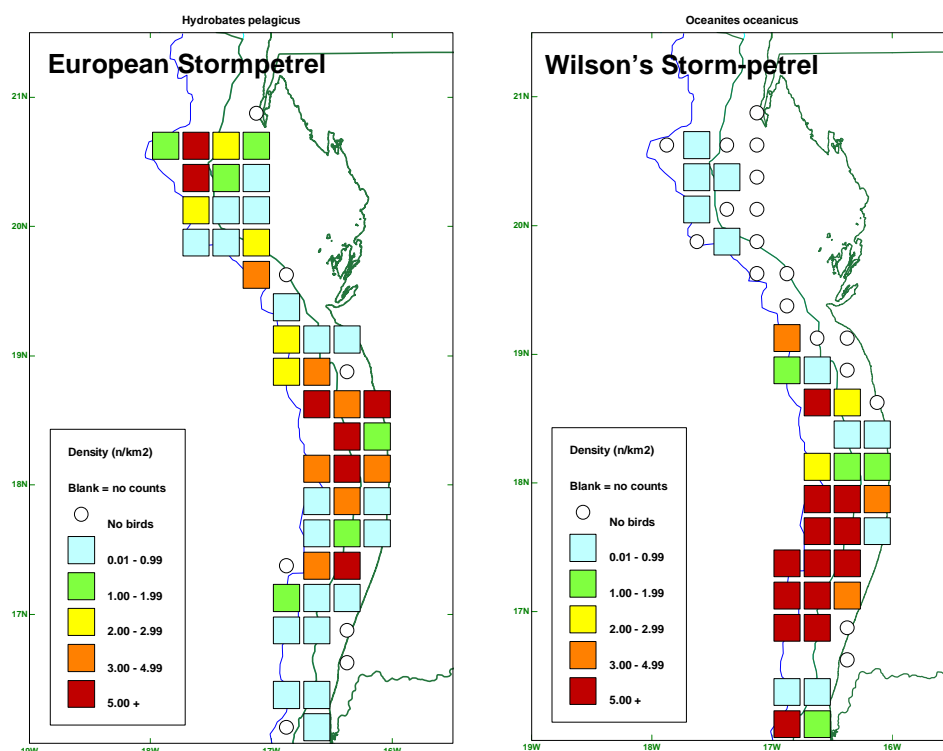 Hydrobates pelagicus
European Stormpetrel
21N
20N
19N
18N
17N
Density (n/km2)
Blank = no counts
No birds
0.01 - 0.99
1.00 - 1.99
2.00 - 2.99
3.00 - 4.99
5.00 +
19W
18W
17W
16W
Oceanites oceanicus
Wilson's Storm-petrel
21N
20N
19N
18N
17N
Density (n/km2)
Blank = no counts
No birds
0.01 - 0.99
1.00 - 1.99
2.00 - 2.99
3.00 - 4.99
5.00 +
19W
18W
17W
16W